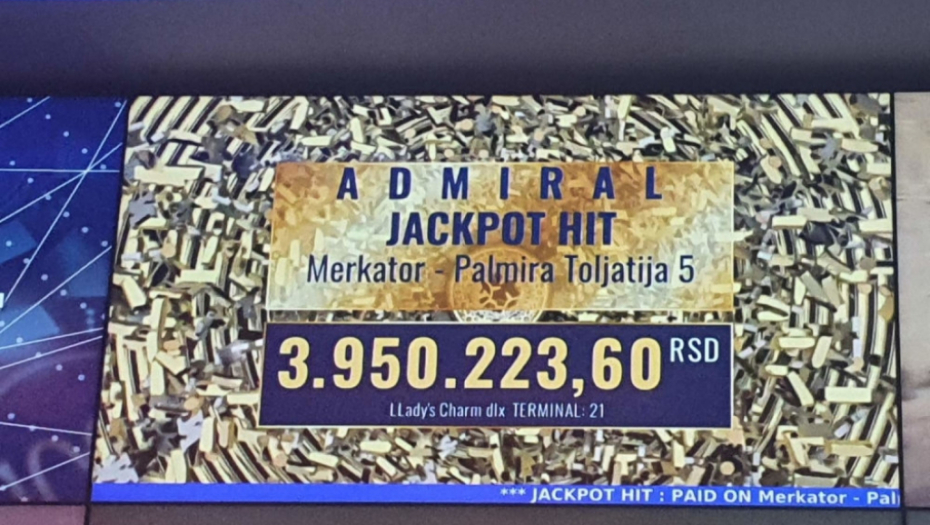 ADMIRAL
JACKPOT HIT
Merkator - Palmira Toljatija 5
3.950.223,60 RSD
LLady's Charm dlx TERMINAL: 21
*** JACKPOT HIT : PAID ON Merkator - Pal